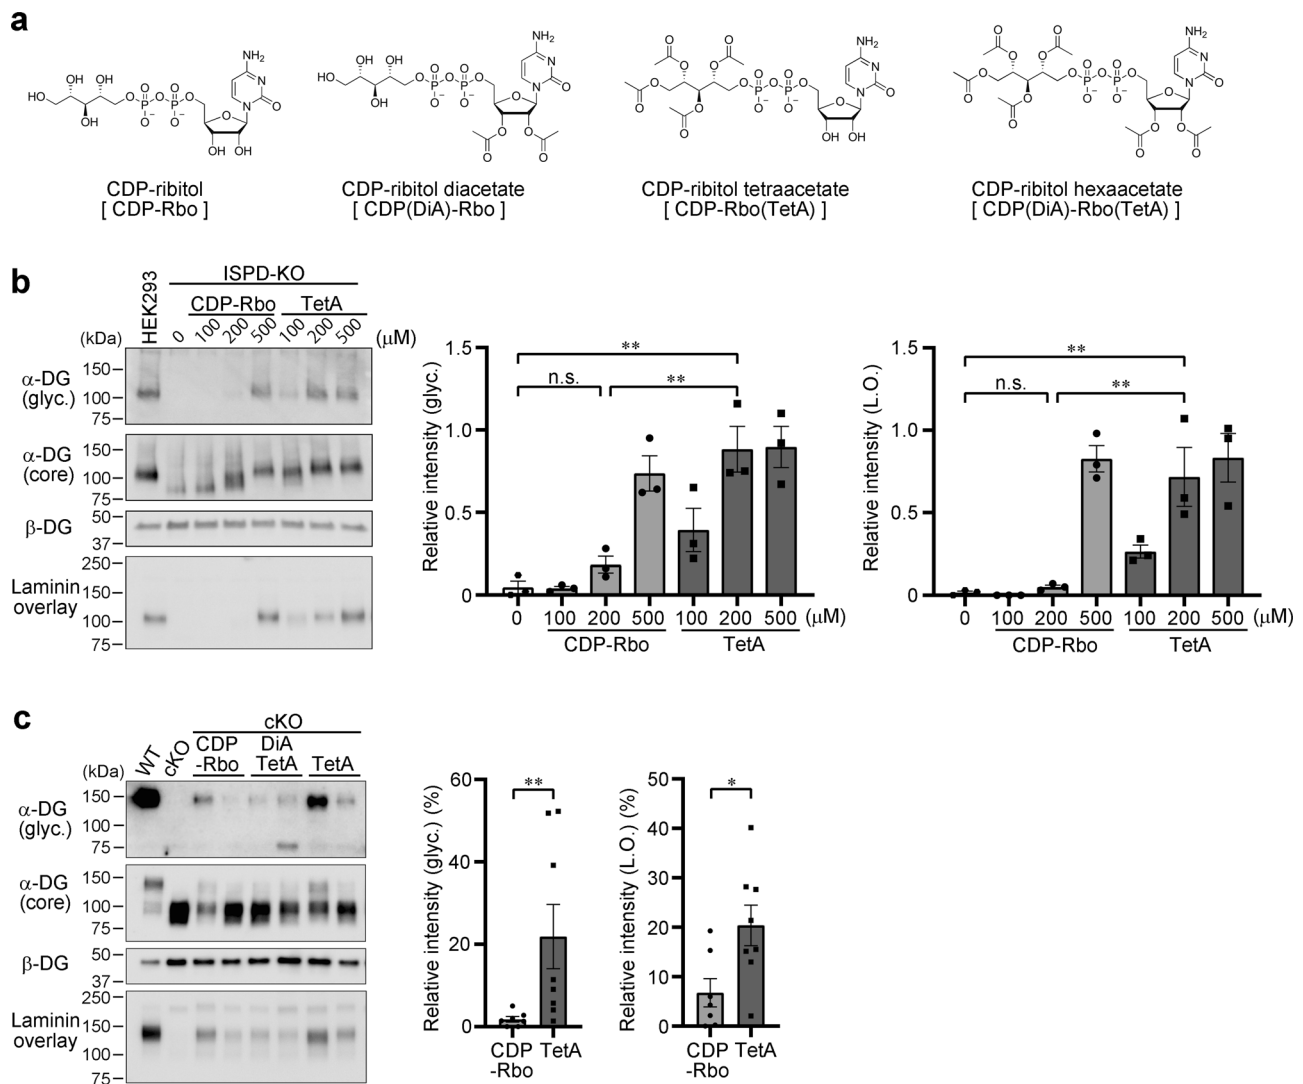 a
CDP-ribitol
[ CDP-Rbo ]
CDP-ribitol diacetate
[ CDP(DiA)-Rbo ]
CDP-ribitol tetraacetate
[ CDP-Rbo(TetA) ]
CDP-ribitol hexaacetate
[ CDP(DiA)-Rbo(TetA) ]
b
HEK293
ISPD-KO
CDP-Rbo TetA
(kDa) 0 100 200 500 100 200 500 (μM)
α-DG
(glyc.)
150
100
75
α-DG
(core)
150
100
75
β-DG
50
37
Laminin
overlay
250
150
100
75
Relative intensity (glyc.)
1.5
1.0
0.5
0
n.s.
**
**
0 100 200 500 100 200 500 (μM)
CDP-Rbo TetA
Relative intensity (L.O.)
1.5
1.0
0.5
0
n.s.
**
**
0 100 200 500 100 200 500 (μM)
CDP-Rbo TetA
c
cKO
WT cKO CDP
-Rbo
DiA
TetA
TetA
(kDa)
α-DG
(glyc.)
150
100
75
α-DG
(core)
150
100
75
β-DG
50
37
Laminin
overlay
250
150
100
75
Relative intensity (glyc.) (%)
60
40
20
0
**
CDP
-Rbo
TetA
Relative intensity (L.O.) (%)
50
40
30
20
10
0
*
CDP
-Rbo
TetA